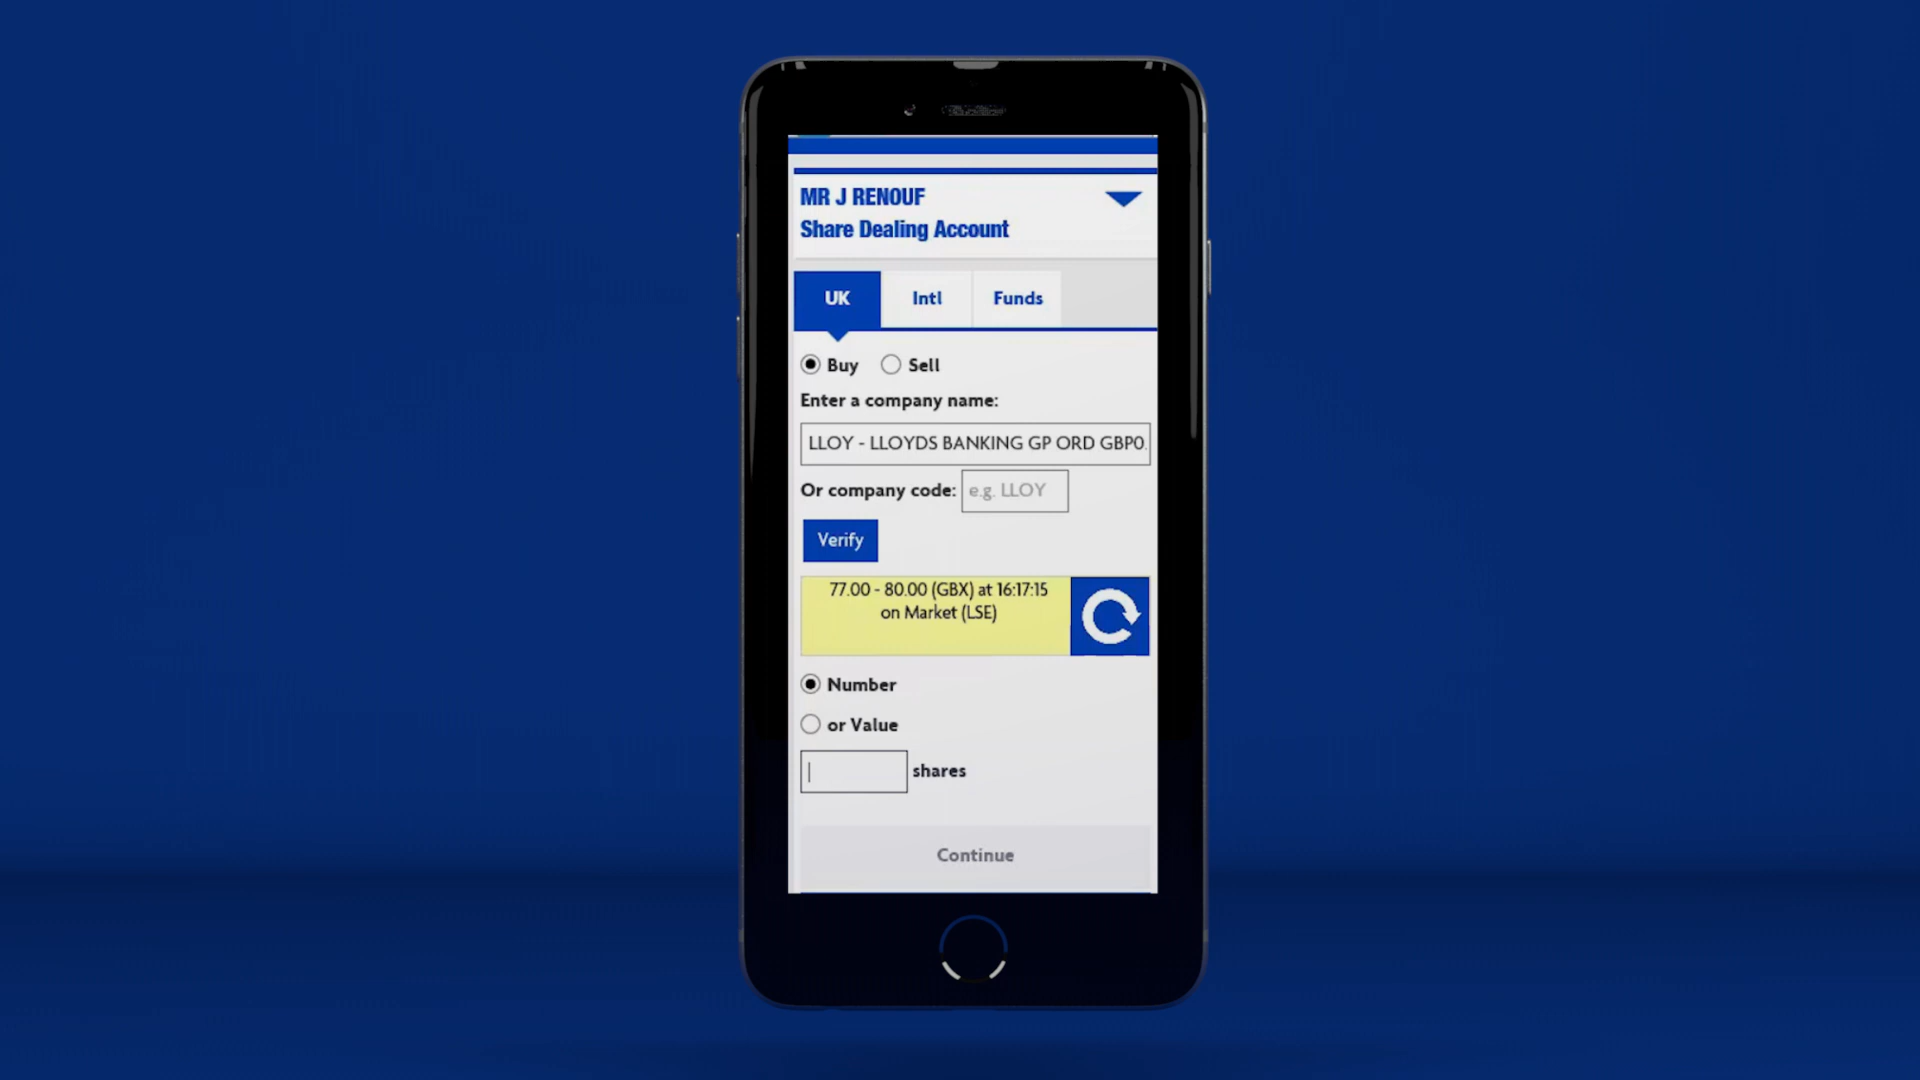 MR J RENOUF
Share Dealing Account
UK Intl Funds
Buy Sell
Enter a company name:
LLOY - LLOYDS BANKING GP ORD GBP0.
Or company code: e.g. LLOY
Verify
77.00 - 80.00 (GBX) at 16:17:15
on Market (LSE)
Number
or Value
shares
Continue